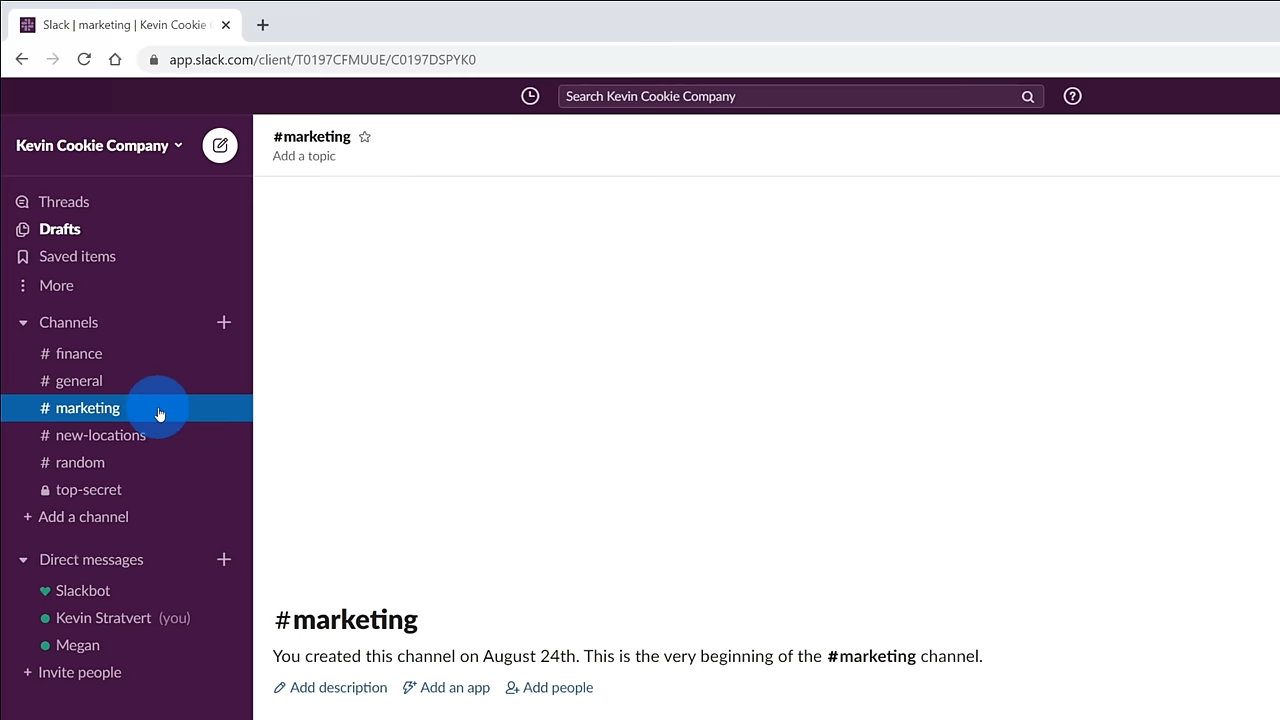 Slack | marketing | Kevin Cookie
app.slack.com/client/T0197CFMUUE/C0197DSPYK0
Search Kevin Cookie Company
Kevin Cookie Company
#marketing
Add a topic
Threads
Drafts
Saved items
More
Channels
# finance
# general
# marketing
# new-locations
# random
top-secret
+ Add a channel
Direct messages
Slackbot
Kevin Stratvert (you)
Megan
+ Invite people
#marketing
You created this channel on August 24th. This is the very beginning of the #marketing channel.
Add description Add an app Add people